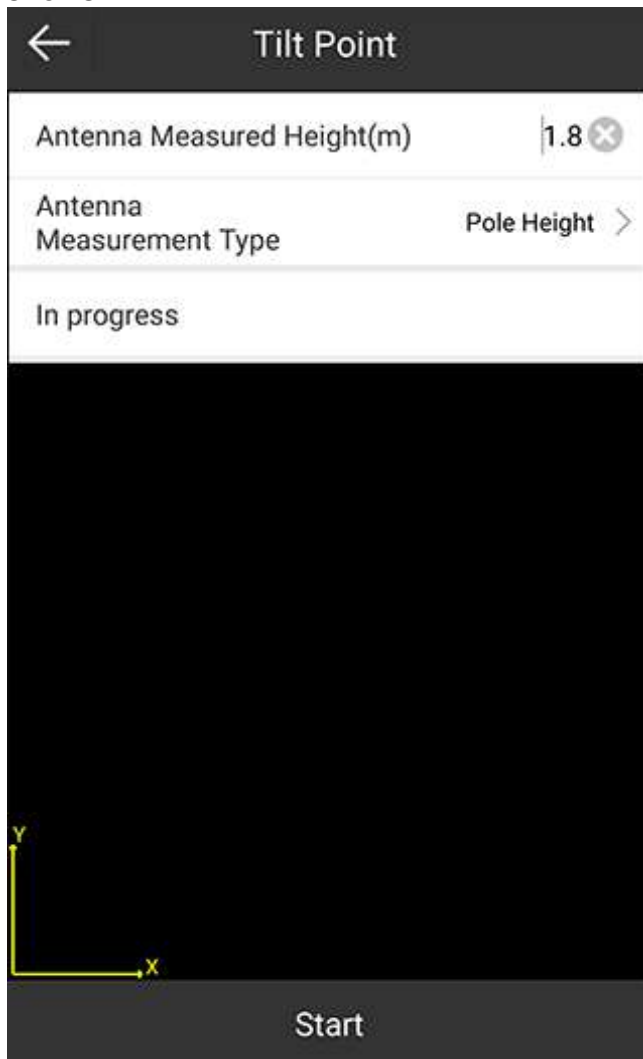 Tilt Point
Antenna Measured Height(m) 1.8
Antenna
Measurement Type Pole Height
In progress
Y
X
Start